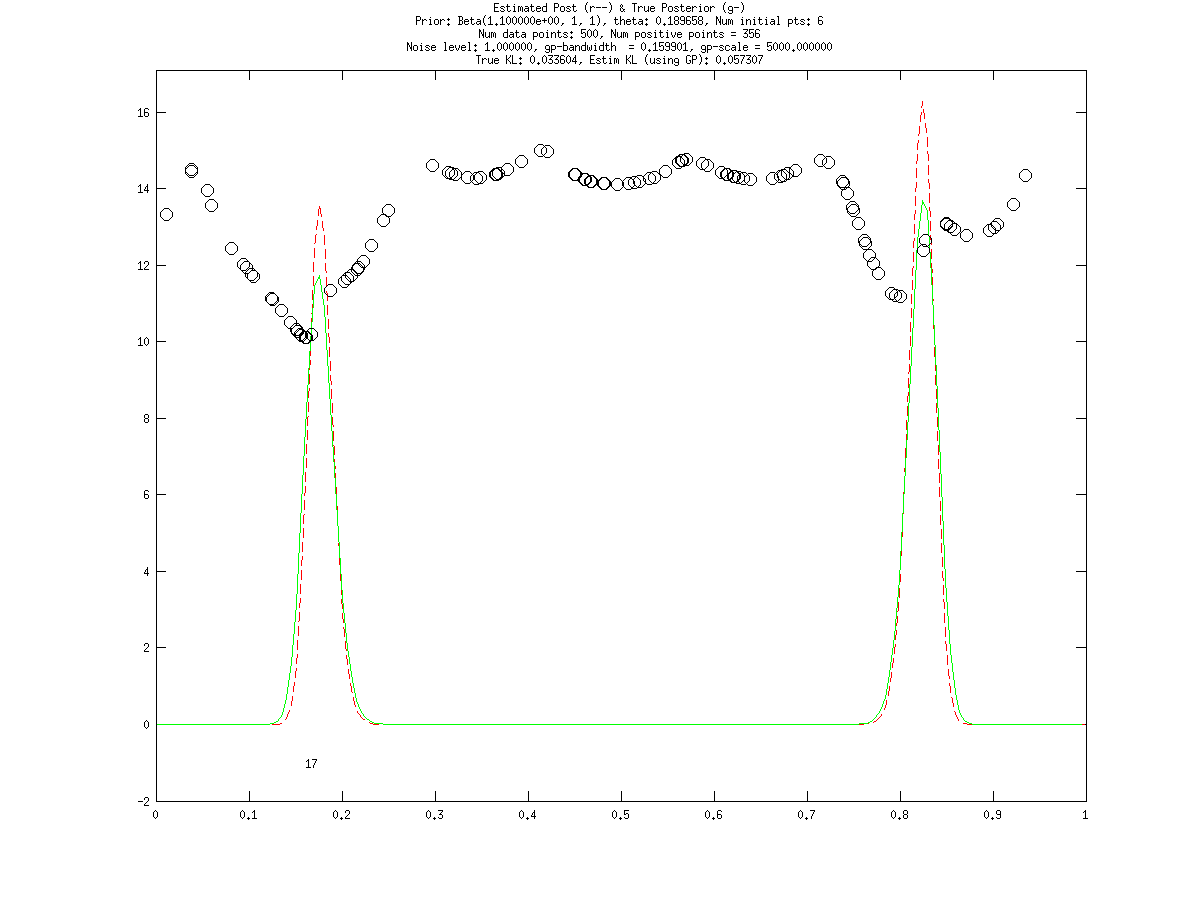 Estimated Post (r--) & True Posterior (g-)
Prior: Beta(1.100000e+00, 1, 1), theta: 0.189658, Num initial pts: 6
Num data points: 500, Num positive points = 356
Noise level: 1.000000, gp-bandwidth  = 0.159901, gp-scale = 5000.000000
True KL: 0.033604, Estim KL (using GP): 0.057307
16
14
12
10
8
6
4
2
0
17
-2
0 0.1 0.2 0.3 0.4 0.5 0.6 0.7 0.8 0.9 1